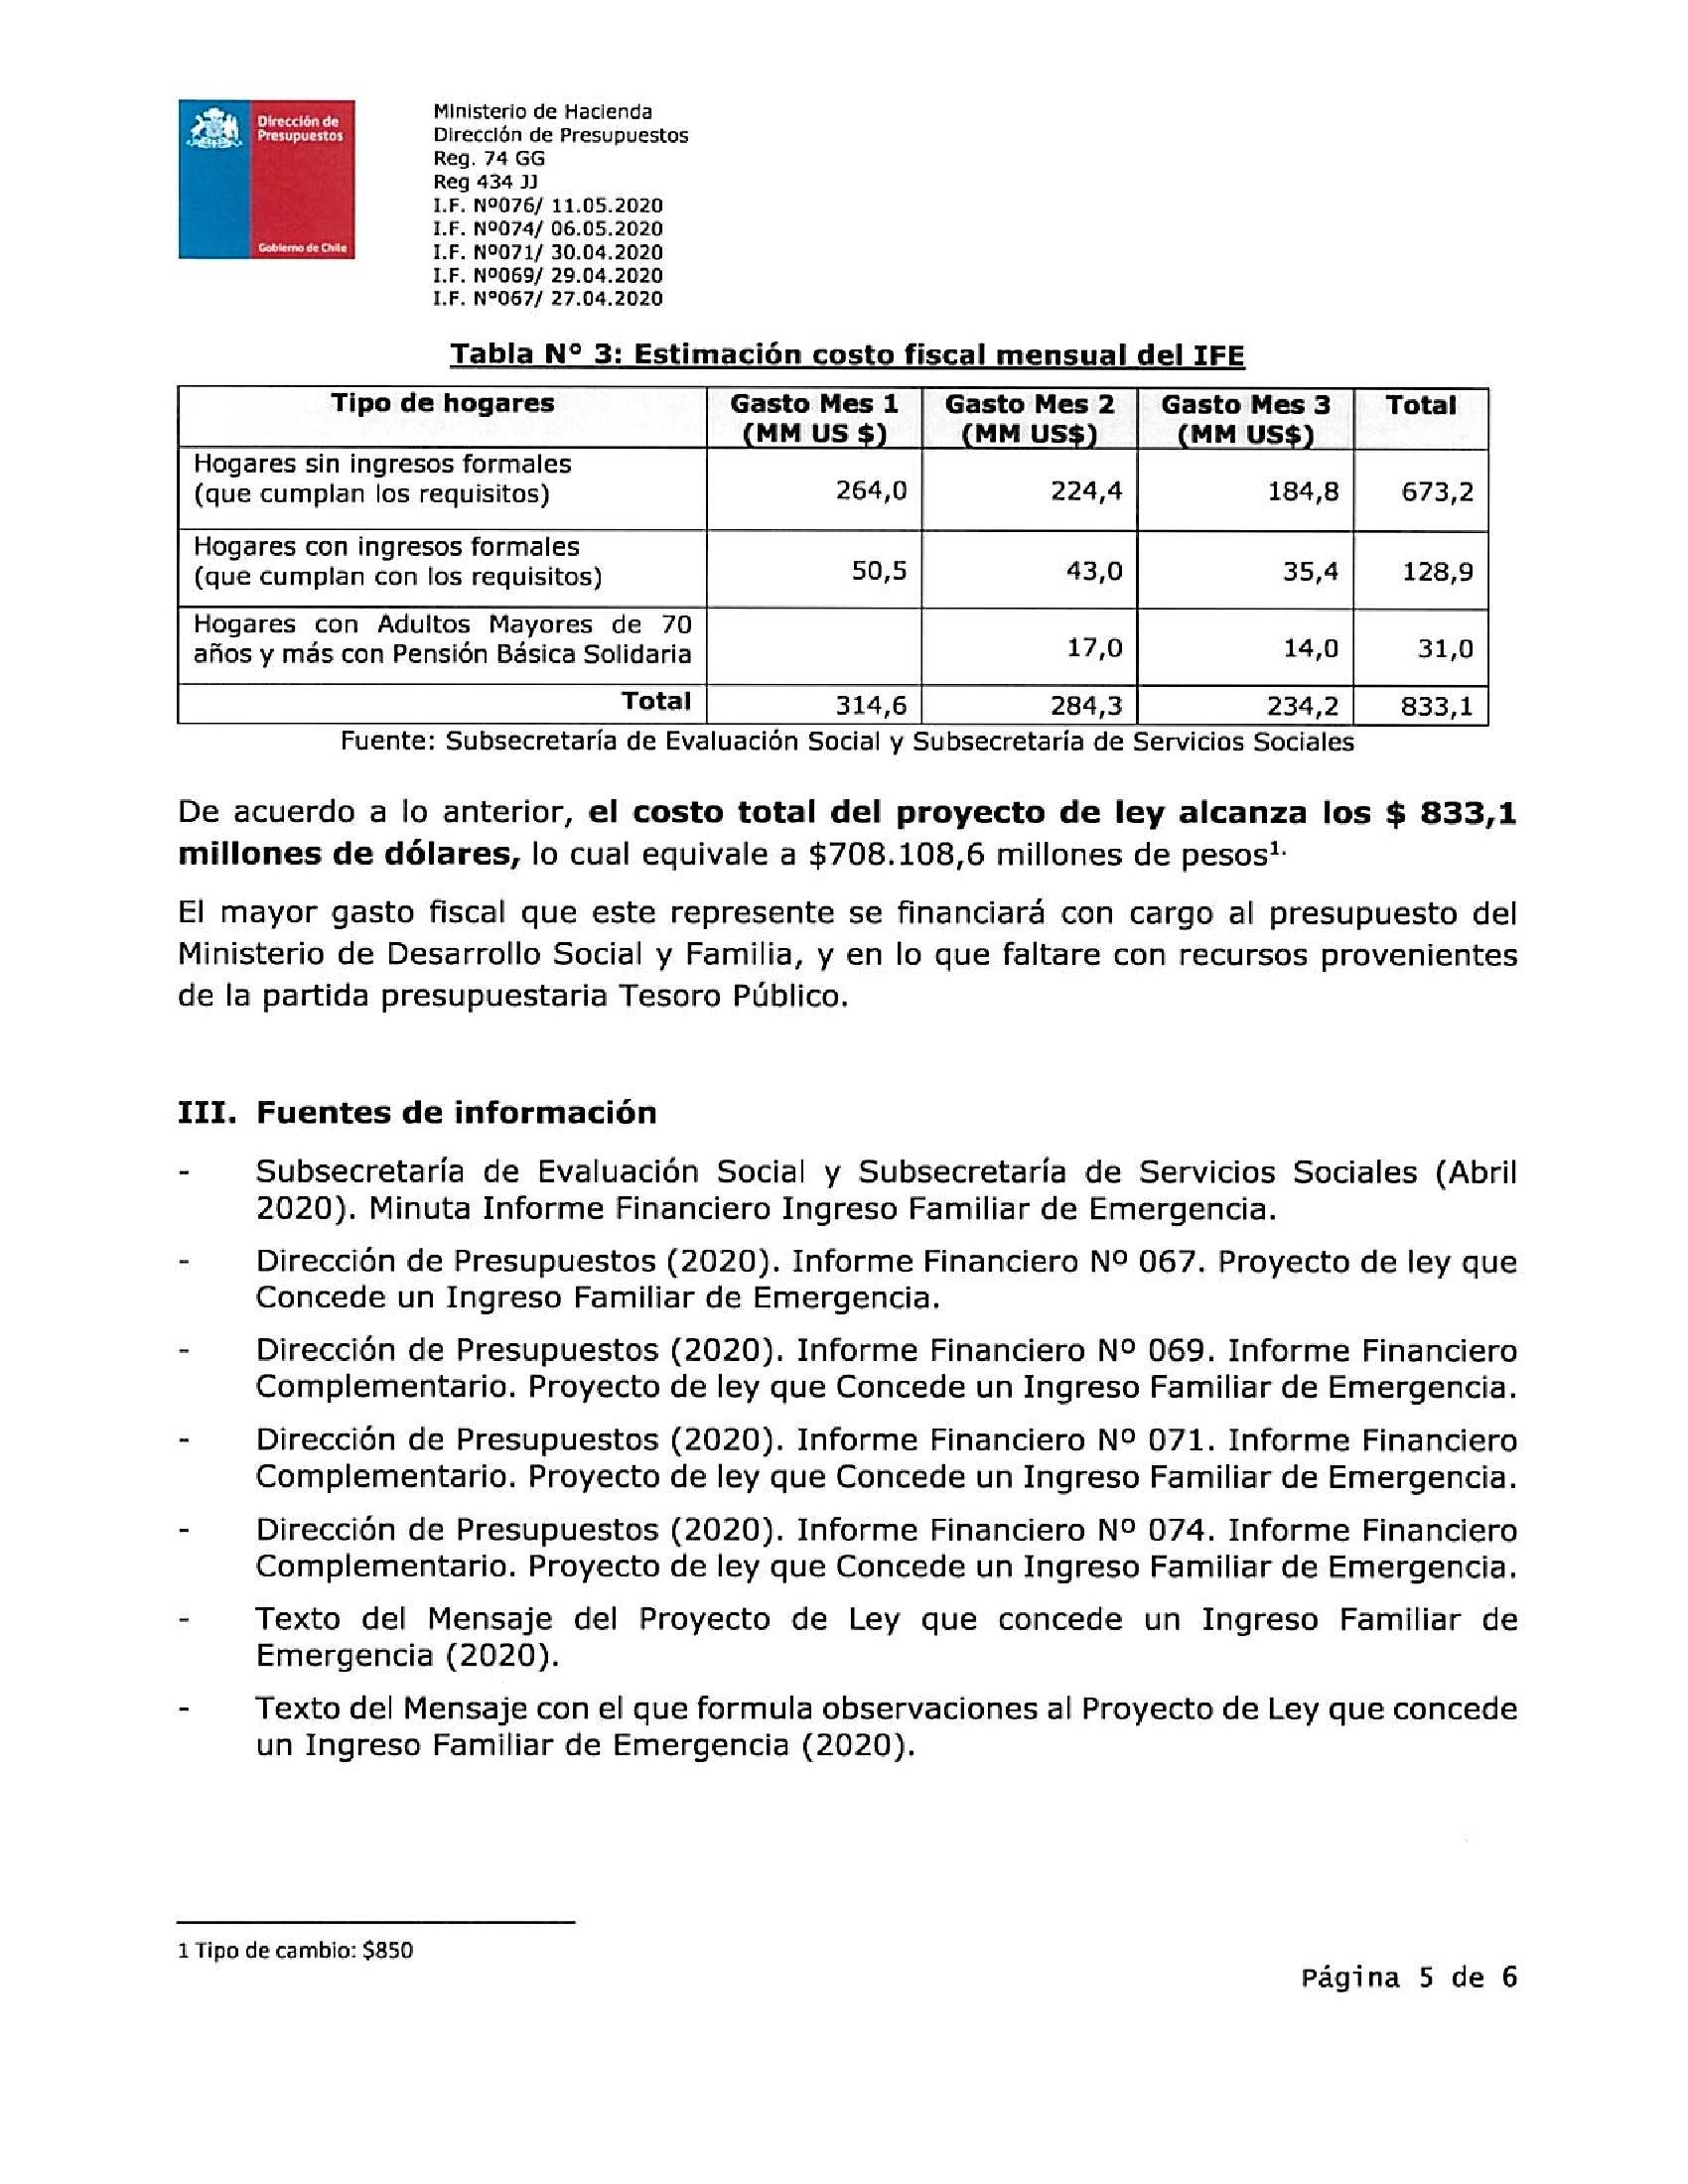 Dirección de
Presupuestos
Gobierno de Chile
Ministerio de Hacienda
Dirección de Presupuestos
Reg. 74 GG
Reg 434 JJ
I.F. Nº076/ 11.05.2020
I.F. Nº074/ 06.05.2020
I.F. Nº071/ 30.04.2020
I.F. Nº069/ 29.04.2020
I.F. Nº067/ 27.04.2020
Tabla Nº 3: Estimación costo fiscal mensual del IFE
Tipo de hogares Gasto Mes 1 Gasto Mes 2 Gasto Mes 3 Total
(MM US $) (MM US$) (MM US$)
Hogares sin ingresos formales
(que cumplan los requisitos) 264,0 224,4 184,8 673,2
Hogares con ingresos formales
(que cumplan con los requisitos) 50,5 43,0 35,4 128,9
Hogares con Adultos Mayores de 70
años y más con Pensión Básica Solidaria 17,0 14,0 31,0
Total 314,6 284,3 234,2 833,1
Fuente: Subsecretaría de Evaluación Social y Subsecretaría de Servicios Sociales
De acuerdo a lo anterior, el costo total del proyecto de ley alcanza los $ 833,1
millones de dólares, lo cual equivale a $708.108,6 millones de pesos¹.
El mayor gasto fiscal que este represente se financiará con cargo al presupuesto del
Ministerio de Desarrollo Social y Familia, y en lo que faltare con recursos provenientes
de la partida presupuestaria Tesoro Público.
III. Fuentes de información
- Subsecretaría de Evaluación Social y Subsecretaría de Servicios Sociales (Abril
2020). Minuta Informe Financiero Ingreso Familiar de Emergencia.
- Dirección de Presupuestos (2020). Informe Financiero Nº 067. Proyecto de ley que
Concede un Ingreso Familiar de Emergencia.
- Dirección de Presupuestos (2020). Informe Financiero Nº 069. Informe Financiero
Complementario. Proyecto de ley que Concede un Ingreso Familiar de Emergencia.
- Dirección de Presupuestos (2020). Informe Financiero Nº 071. Informe Financiero
Complementario. Proyecto de ley que Concede un Ingreso Familiar de Emergencia.
- Dirección de Presupuestos (2020). Informe Financiero Nº 074. Informe Financiero
Complementario. Proyecto de ley que Concede un Ingreso Familiar de Emergencia.
- Texto del Mensaje del Proyecto de Ley que concede un Ingreso Familiar de
Emergencia (2020).
- Texto del Mensaje con el que formula observaciones al Proyecto de Ley que concede
un Ingreso Familiar de Emergencia (2020).
1 Tipo de cambio: $850
Página 5 de 6